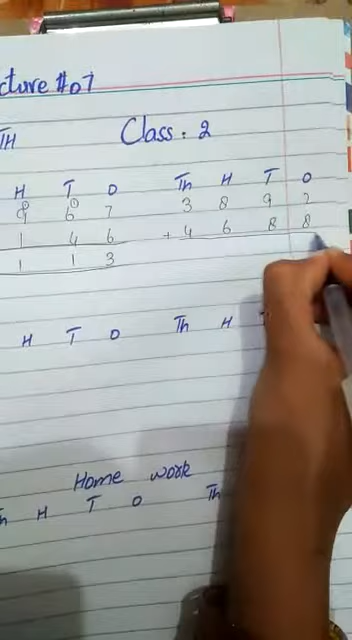 cture #07
TH
Class. 2
H T O Th H T O
9 6 7 3 8 9 2
1 4 6 + 4 6 8 8
1 1 3
H T O Th H T
Home work
Th H T O Th